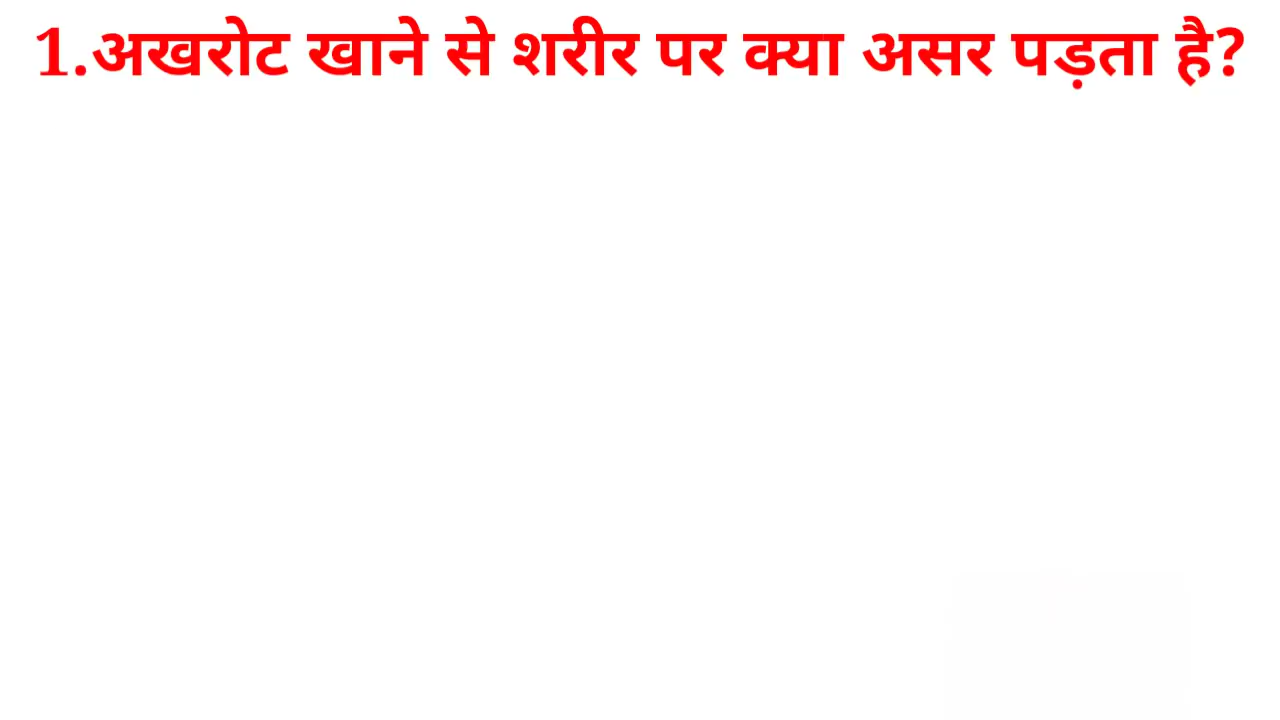 1.अखरोट खाने से शरीर पर क्या असर पड़ता है?